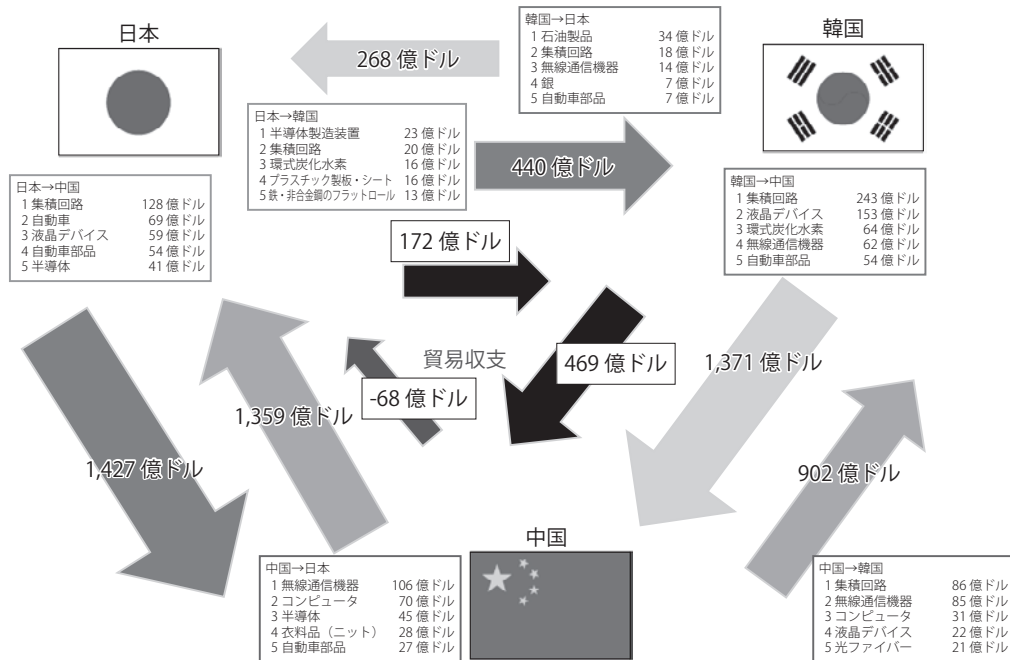 日本
268 億ドル
韓国→日本
1 石油製品 34 億ドル
2 集積回路 18 億ドル
3 無線通信機器 14 億ドル
4 銀 7 億ドル
5 自動車部品 7 億ドル
韓国
日本→韓国
1 半導体製造装置 23 億ドル
2 集積回路 20 億ドル
3 環式炭化水素 16 億ドル
4 プラスチック製板・シート 16 億ドル
5 鉄・非合金鋼のフラットロール 13 億ドル
440 億ドル
日本→中国
1 集積回路 128 億ドル
2 自動車 69 億ドル
3 液晶デバイス 59 億ドル
4 自動車部品 54 億ドル
5 半導体 41 億ドル
韓国→中国
1 集積回路 243 億ドル
2 液晶デバイス 153 億ドル
3 環式炭化水素 64 億ドル
4 無線通信機器 62 億ドル
5 自動車部品 54 億ドル
172 億ドル
貿易収支
469 億ドル
1,371 億ドル
-68 億ドル
1,359 億ドル
1,427 億ドル
902 億ドル
中国
中国→日本
1 無線通信機器 106 億ドル
2 コンピュータ 70 億ドル
3 半導体 45 億ドル
4 衣料品（ニット） 28 億ドル
5 自動車部品 27 億ドル
中国→韓国
1 集積回路 86 億ドル
2 無線通信機器 85 億ドル
3 コンピュータ 31 億ドル
4 液晶デバイス 22 億ドル
5 光ファイバー 21 億ドル